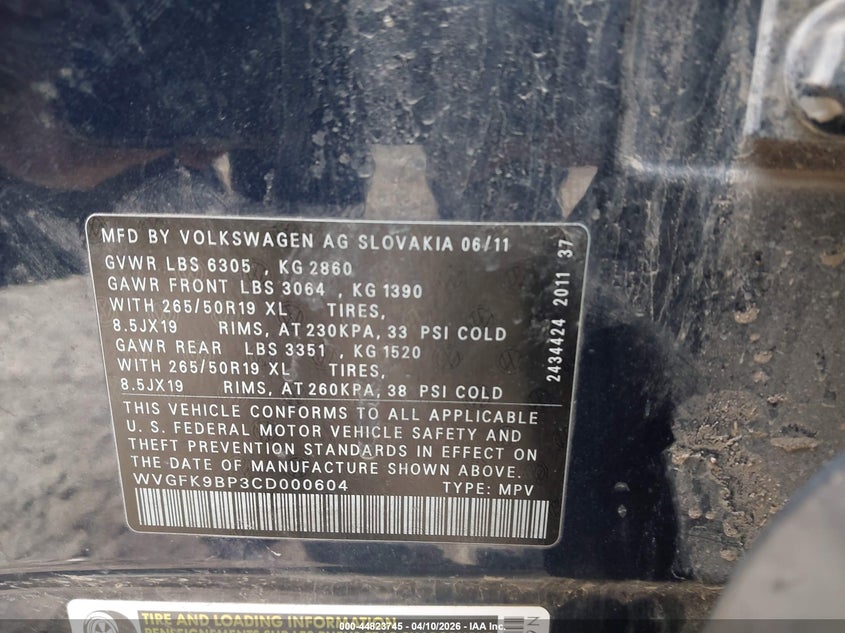 MFD BY VOLKSWAGEN AG SLOVAKIA 06/11
GVWR LBS 6305 , KG 2860
GAWR FRONT LBS 3064 , KG 1390
WITH 265/50R19 XL TIRES,
8.5JX19 RIMS, AT 230KPA, 33 PSI COLD
GAWR REAR LBS 3351 , KG 1520
WITH 265/50R19 XL TIRES,
8.5JX19 RIMS, AT 260KPA, 38 PSI COLD
THIS VEHICLE CONFORMS TO ALL APPLICABLE
U. S. FEDERAL MOTOR VEHICLE SAFETY AND
THEFT PREVENTION STANDARDS IN EFFECT ON
THE DATE OF MANUFACTURE SHOWN ABOVE.
WVGFK9BP3CD000604 TYPE: MPV
2434424 2011 37
TIRE AND LOADING INFORMATION
000-44823745 - 04/10/2026 - IAA Inc.